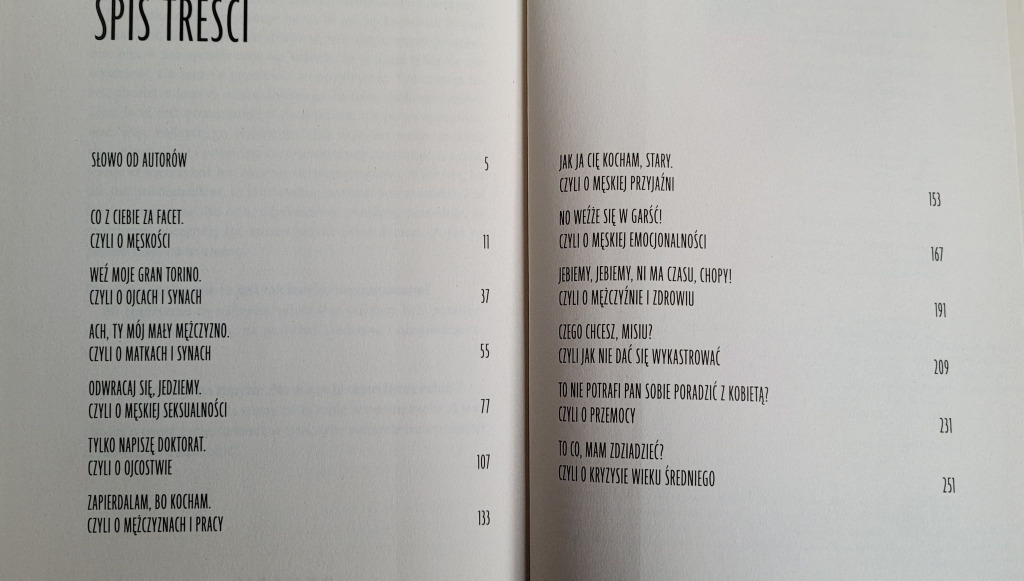 SPIS TREŚCI
SŁOWO OD AUTORÓW 5
CO Z CIEBIE ZA FACET.
CZYLI O MĘSKOŚCI 11
WEŹ MOJE GRAN TORINO.
CZYLI O OJCACH I SYNACH 37
ACH, TY MÓJ MAŁY MĘŻCZYZNO.
CZYLI O MATKACH I SYNACH 55
ODWRACAJ SIĘ, JEDZIEMY.
CZYLI O MĘSKIEJ SEKSUALNOŚCI 77
TYLKO NAPISZĘ DOKTORAT.
CZYLI O OJCOSTWIE 107
ZAPIERDALAM, BO KOCHAM.
CZYLI O MĘŻCZYZNACH I PRACY 133
JAK JA CIĘ KOCHAM, STARY.
CZYLI O MĘSKIEJ PRZYJAŹNI 153
NO WEŹŻE SIĘ W GARŚĆ!
CZYLI O MĘSKIEJ EMOCJONALNOŚCI 167
JEBIEMY, JEBIEMY, NI MA CZASU, CHOPY!
CZYLI O MĘŻCZYŹNIE I ZDROWIU 191
CZEGO CHCESZ, MISIU?
CZYLI JAK NIE DAĆ SIĘ WYKASTROWAĆ 209
TO NIE POTRAFI PAN SOBIE PORADZIĆ Z KOBIETĄ?
CZYLI O PRZEMOCY 231
TO CO, MAM ZDZIADZIEĆ?
CZYLI O KRYZYSIE WIEKU ŚREDNIEGO 251